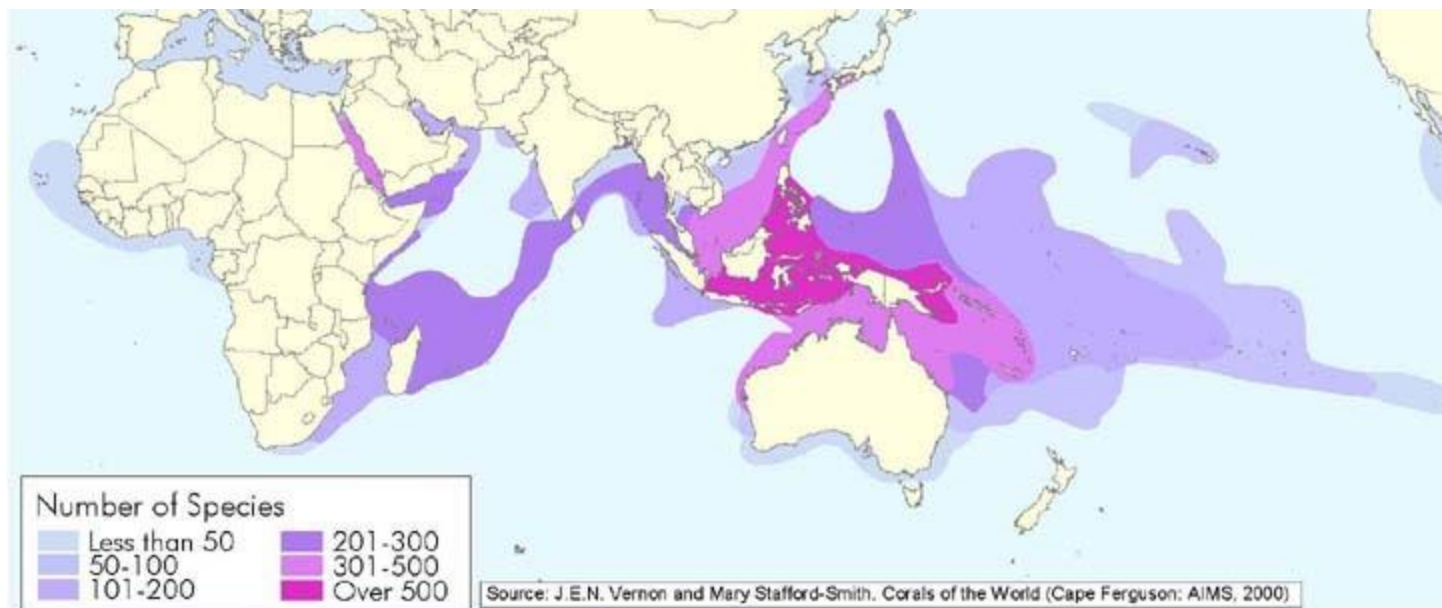 Number of Species
Less than 50
50-100
101-200
201-300
301-500
Over 500
Source: J.E.N. Vernon and Mary Stafford-Smith. Corals of the World (Cape Ferguson: AIMS, 2000)